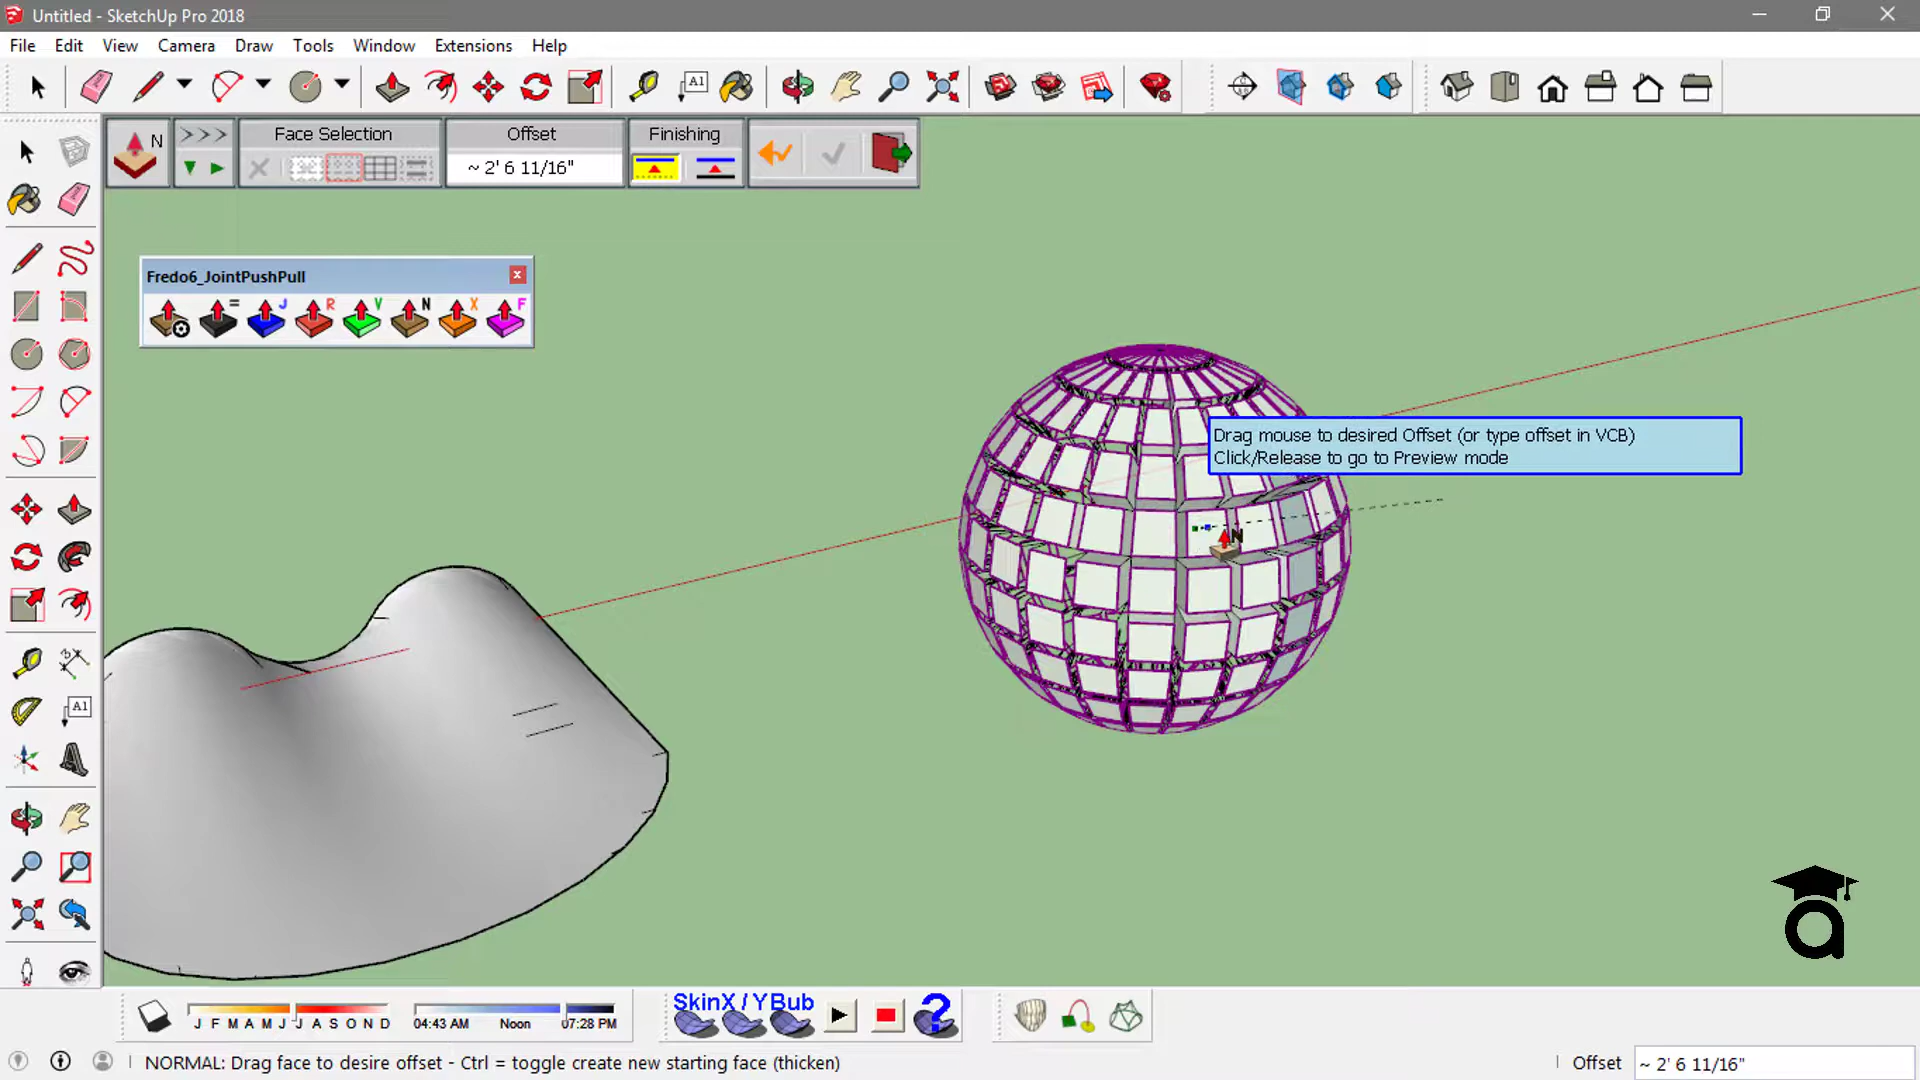 Untitled - SketchUp Pro 2018
File Edit View Camera Draw Tools Window Extensions Help
A1
N >>> Face Selection Offset Finishing
~ 2' 6 11/16"
Fredo6_JointPushPull
= J R V N X F
Drag mouse to desired Offset (or type offset in VCB)
Click/Release to go to Preview mode
N
A1
SkinX / YBub
J F M A M J J A S O N D 04:43 AM Noon 07:28 PM
NORMAL: Drag face to desire offset - Ctrl = toggle create new starting face (thicken) Offset ~ 2' 6 11/16"